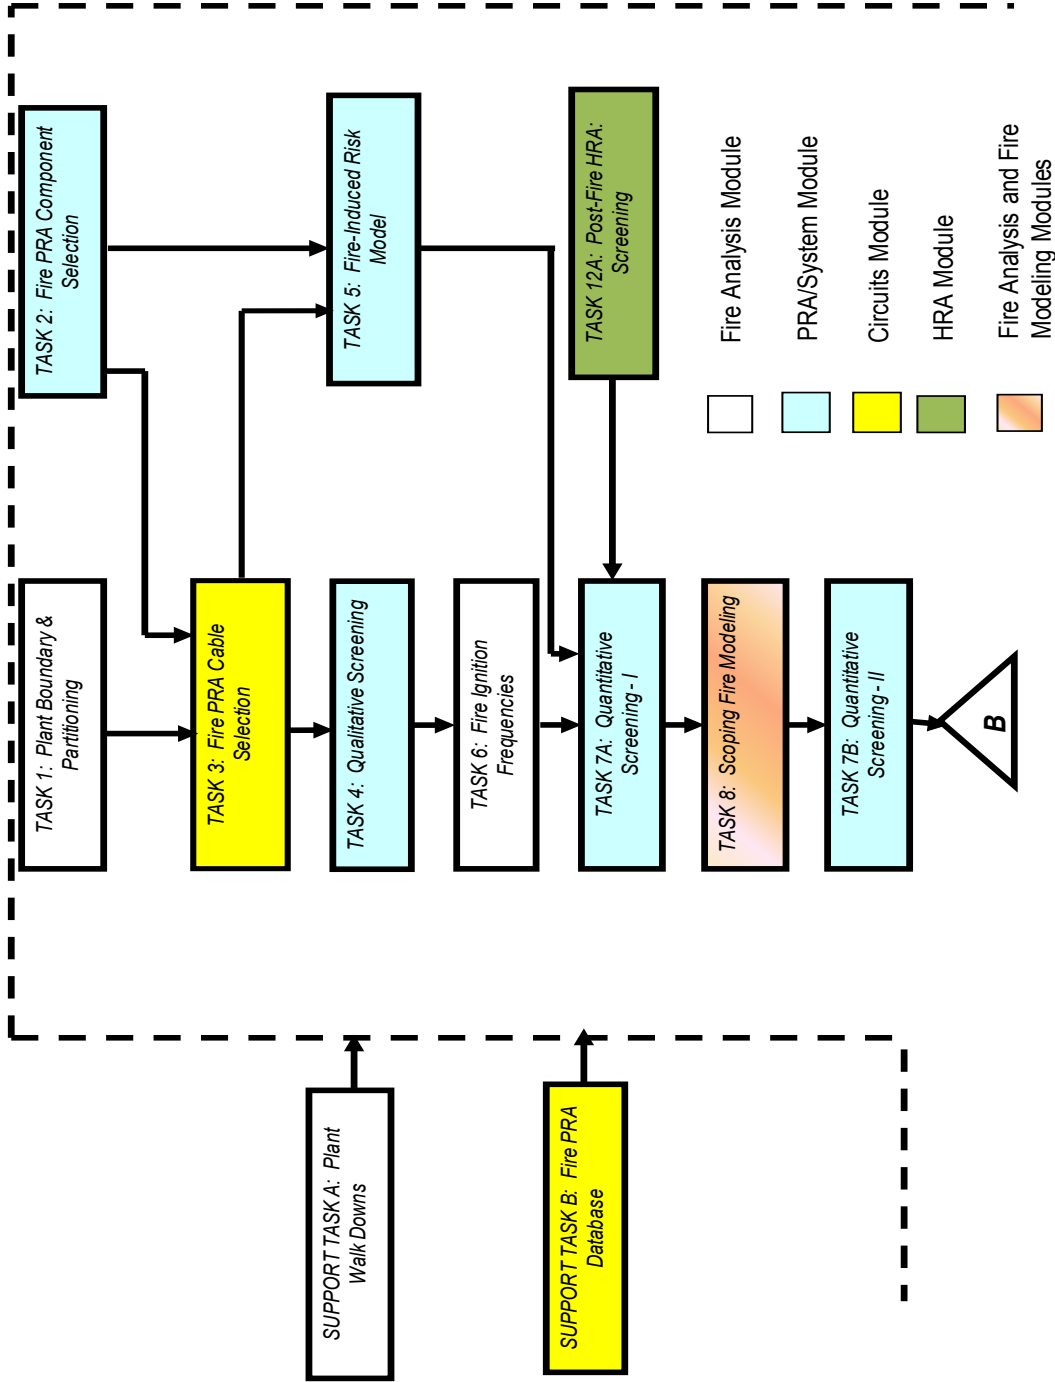 TASK 1: Plant Boundary &
Partitioning
TASK 2: Fire PRA Component
Selection
SUPPORT TASK A: Plant
Walk Downs
TASK 3: Fire PRA Cable
Selection
TASK 4: Qualitative Screening
TASK 5: Fire-Induced Risk
Model
SUPPORT TASK B: Fire PRA
Database
TASK 6: Fire Ignition
Frequencies
TASK 7A: Quantitative
Screening - I
TASK 12A: Post-Fire HRA:
Screening
TASK 8: Scoping Fire Modeling
TASK 7B: Quantitative
Screening - II
B
Fire Analysis Module
PRA/System Module
Circuits Module
HRA Module
Fire Analysis and Fire
Modeling Modules